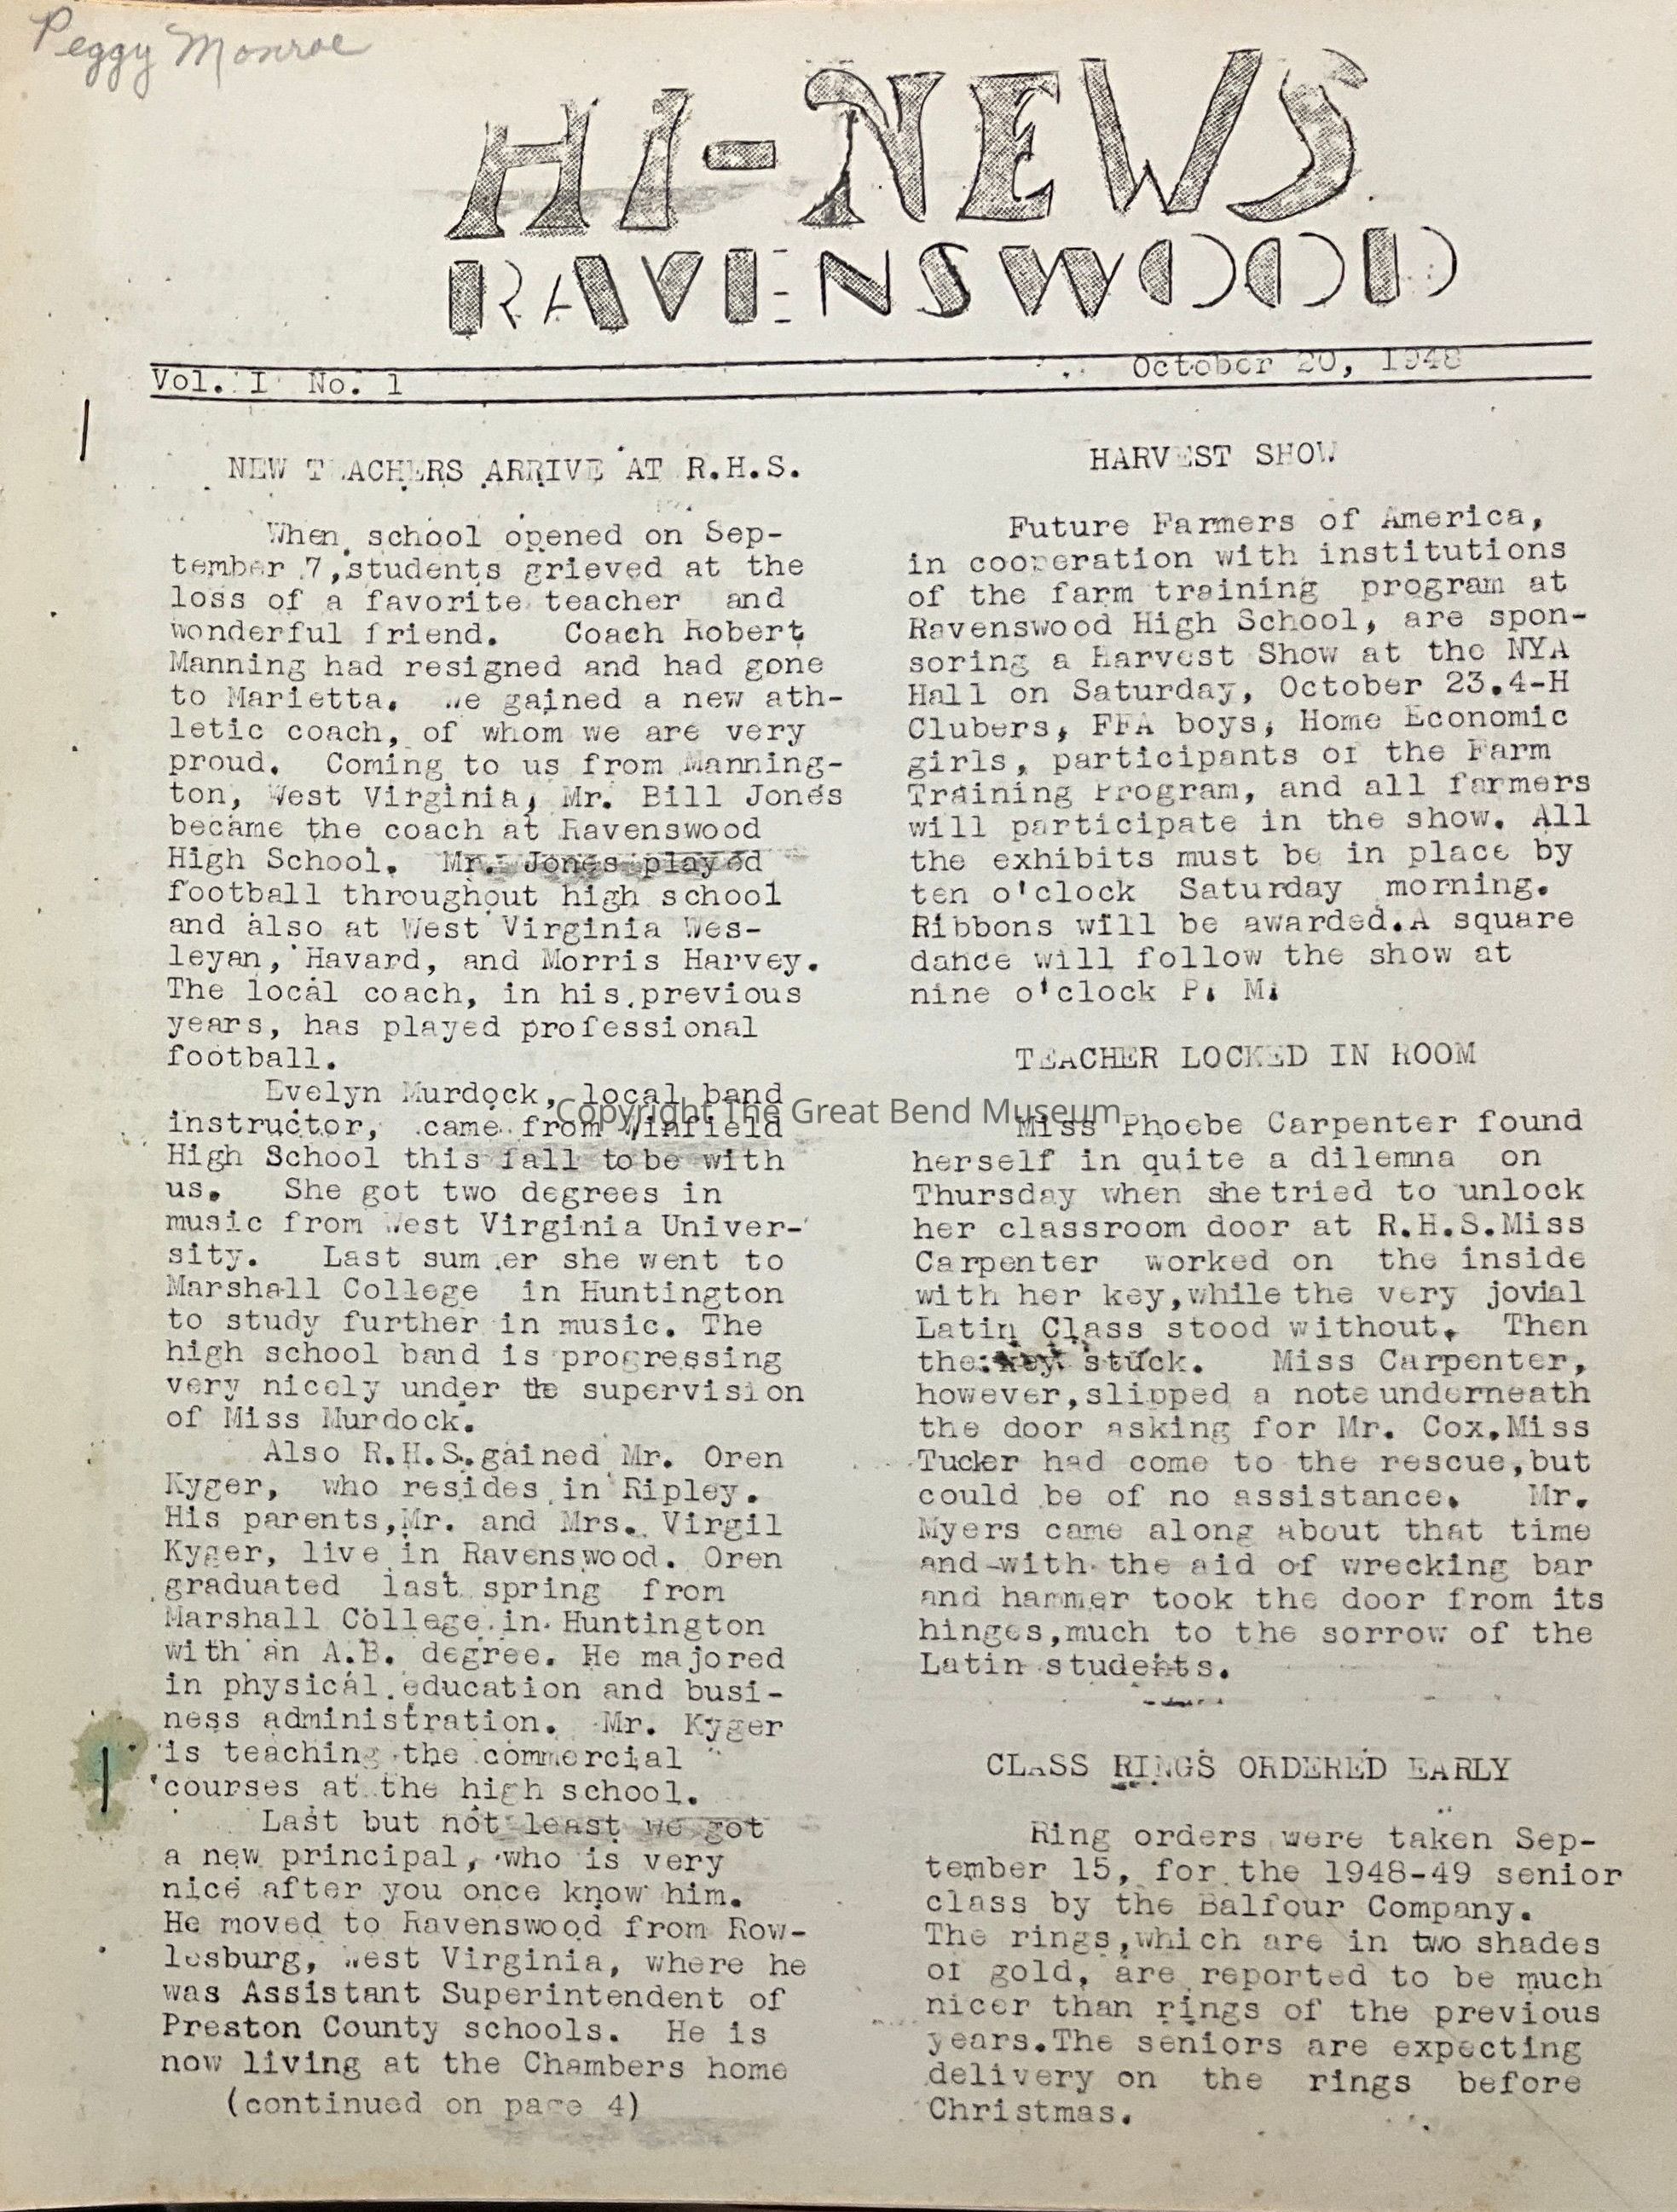 Peggy Monroe
HI-NEWS
RAVENSWOOD
Vol. I No. 1
October 20, 1948
NEW TEACHERS ARRIVE AT R.H.S.
When school opened on Sep-
tember 7, students grieved at the
loss of a favorite teacher and
wonderful friend. Coach Robert
Manning had resigned and had gone
to Marietta. We gained a new ath-
letic coach, of whom we are very
proud. Coming to us from Manning-
ton, West Virginia, Mr. Bill Jones
became the coach at Ravenswood
High School. Mr. Jones played
football throughout high school
and also at West Virginia Wes-
leyan, Havard, and Morris Harvey.
The local coach, in his previous
years, has played professional
football.
Evelyn Murdock, local band
instructor, came from Winfield
High School this fall to be with
us. She got two degrees in
music from West Virginia Univer-
sity. Last summer she went to
Marshall College in Huntington
to study further in music. The
high school band is progressing
very nicely under the supervision
of Miss Murdock.
Also R.H.S. gained Mr. Oren
Kyger, who resides in Ripley.
His parents, Mr. and Mrs. Virgil
Kyger, live in Ravenswood. Oren
graduated last spring from
Marshall College in Huntington
with an A.B. degree. He majored
in physical education and busi-
ness administration. Mr. Kyger
is teaching the commercial
courses at the high school.
Last but not least we got
a new principal, who is very
nice after you once know him.
He moved to Ravenswood from Row-
lesburg, West Virginia, where he
was Assistant Superintendent of
Preston County schools. He is
now living at the Chambers home
(continued on page 4)
HARVEST SHOW
Future Farmers of America,
in cooperation with institutions
of the farm training program at
Ravenswood High School, are spon-
soring a Harvest Show at the NYA
Hall on Saturday, October 23. 4-H
Clubers, FFA boys, Home Economic
girls, participants of the Farm
Training Program, and all farmers
will participate in the show. All
the exhibits must be in place by
ten o'clock Saturday morning.
Ribbons will be awarded. A square
dance will follow the show at
nine o'clock P. M.
TEACHER LOCKED IN ROOM
Copyright The Great Bend Museum
Miss Phoebe Carpenter found
herself in quite a dilemna on
Thursday when she tried to unlock
her classroom door at R.H.S. Miss
Carpenter worked on the inside
with her key, while the very jovial
Latin Class stood without. Then
the key stuck. Miss Carpenter,
however, slipped a note underneath
the door asking for Mr. Cox. Miss
Tucker had come to the rescue, but
could be of no assistance. Mr.
Myers came along about that time
and with the aid of wrecking bar
and hammer took the door from its
hinges, much to the sorrow of the
Latin students.
CLASS RINGS ORDERED EARLY
Ring orders were taken Sep-
tember 15, for the 1948-49 senior
class by the Balfour Company.
The rings, which are in two shades
of gold, are reported to be much
nicer than rings of the previous
years. The seniors are expecting
delivery on the rings before
Christmas.